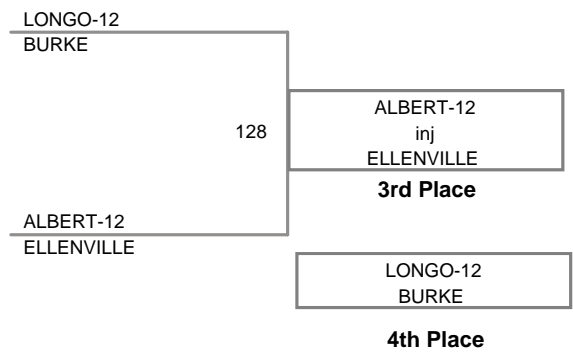 LONGO-12
BURKE
128
ALBERT-12
inj
ELLENVILLE
3rd Place
ALBERT-12
ELLENVILLE
LONGO-12
BURKE
4th Place